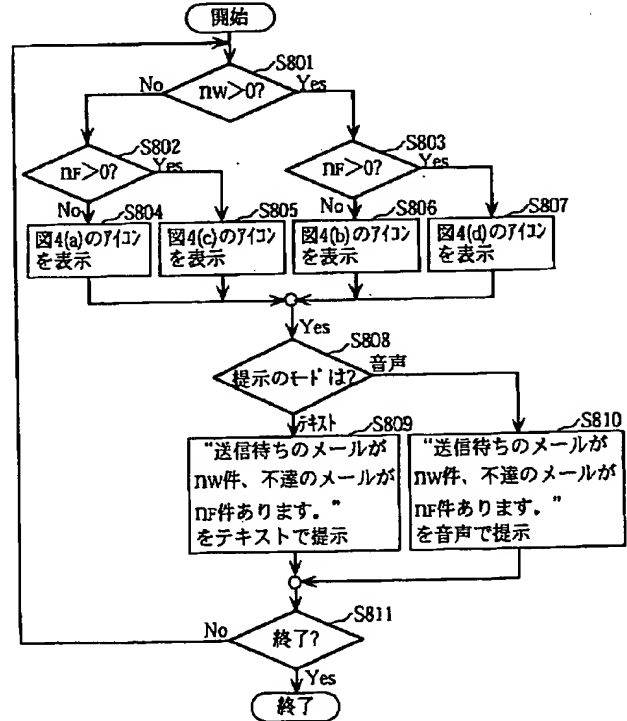 開始
S801
No
nW>0?
Yes
S802
nF>0?
Yes
S803
nF>0?
Yes
No
S804
図4(a)のアイコン
を表示
S805
図4(c)のアイコン
を表示
No
S806
図4(b)のアイコン
を表示
S807
図4(d)のアイコン
を表示
Yes
S808
提示のモードは?
音声
テキスト
S809
“送信待ちのメールが
nW件、不達のメールが
nF件あります。”
をテキストで提示
S810
“送信待ちのメールが
nW件、不達のメールが
nF件あります。”
を音声で提示
S811
No
終了?
Yes
終了